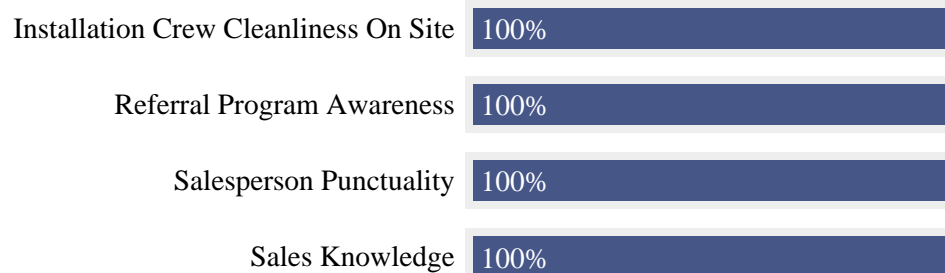 Installation Crew Cleanliness On Site 100%
Referral Program Awareness 100%
Salesperson Punctuality 100%
Sales Knowledge 100%